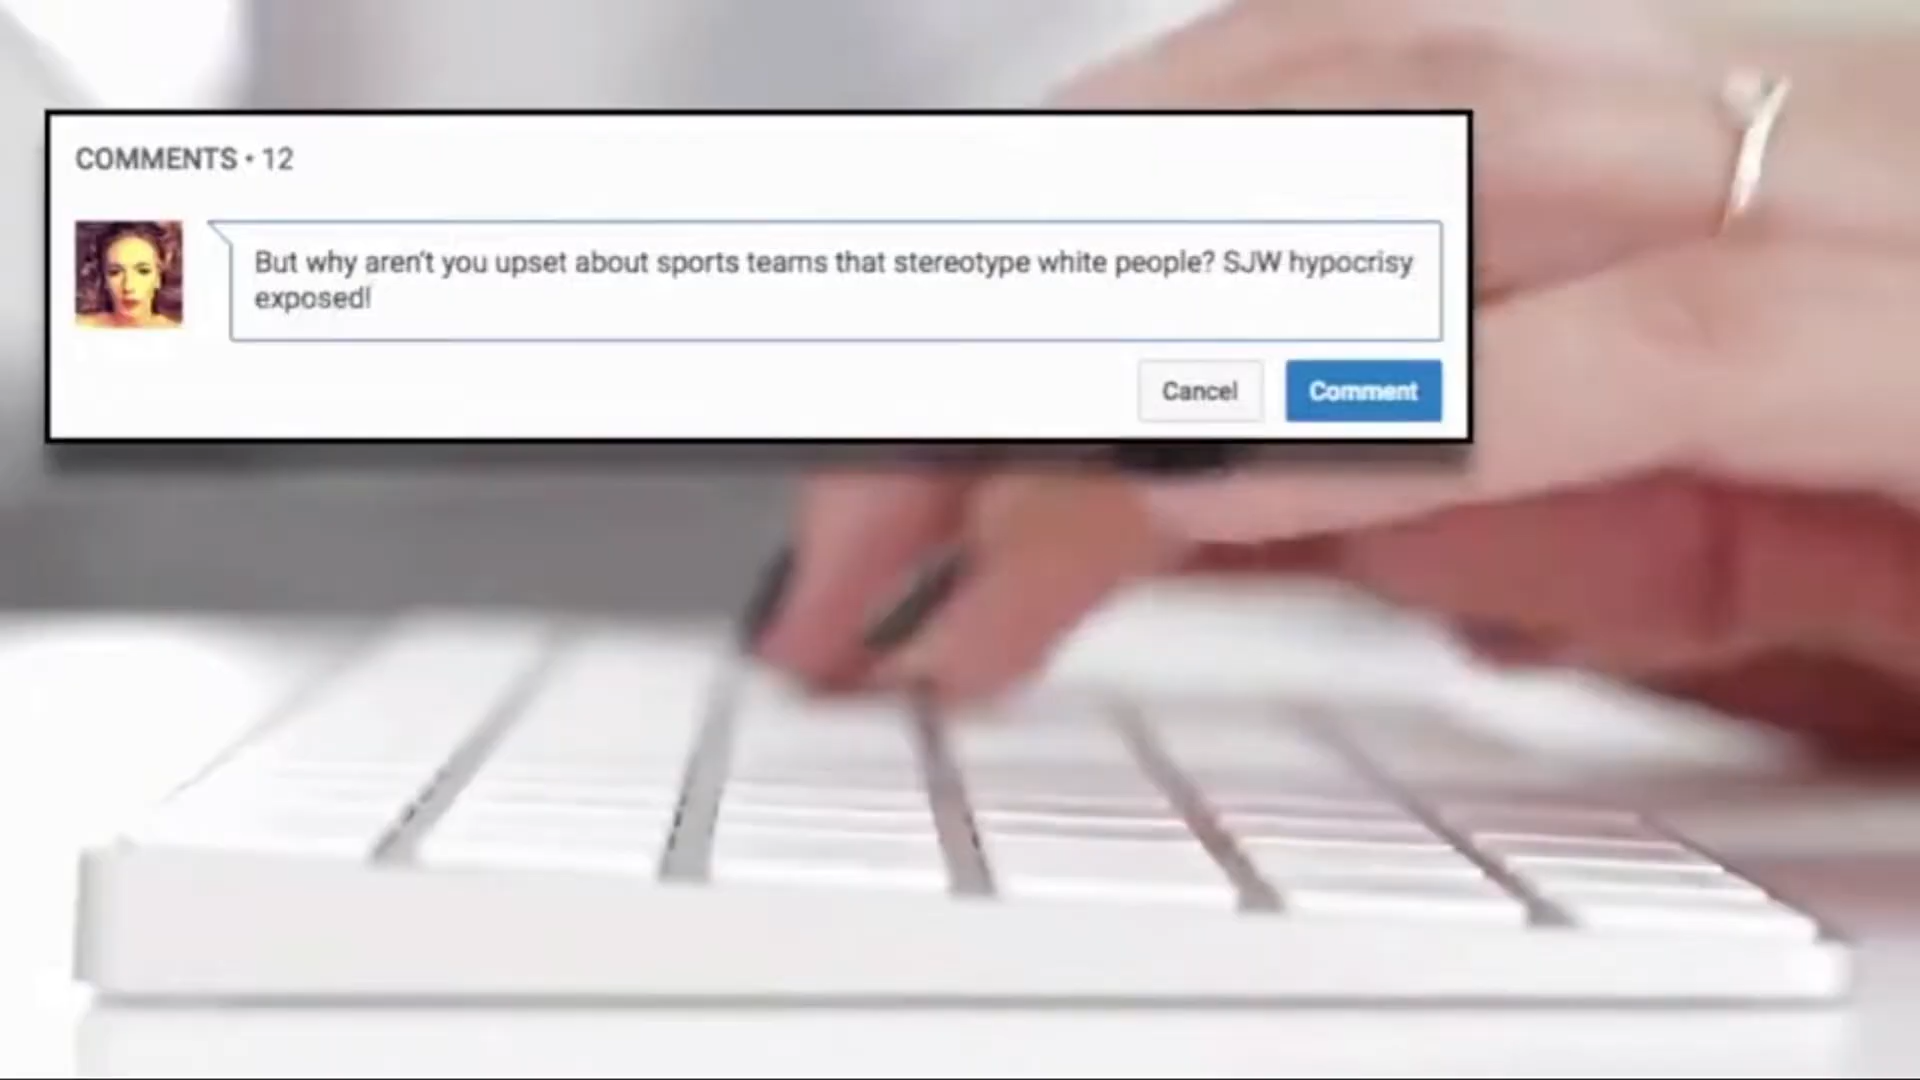 COMMENTS • 12
But why aren't you upset about sports teams that stereotype white people? SJW hypocrisy
exposed!
Cancel
Comment